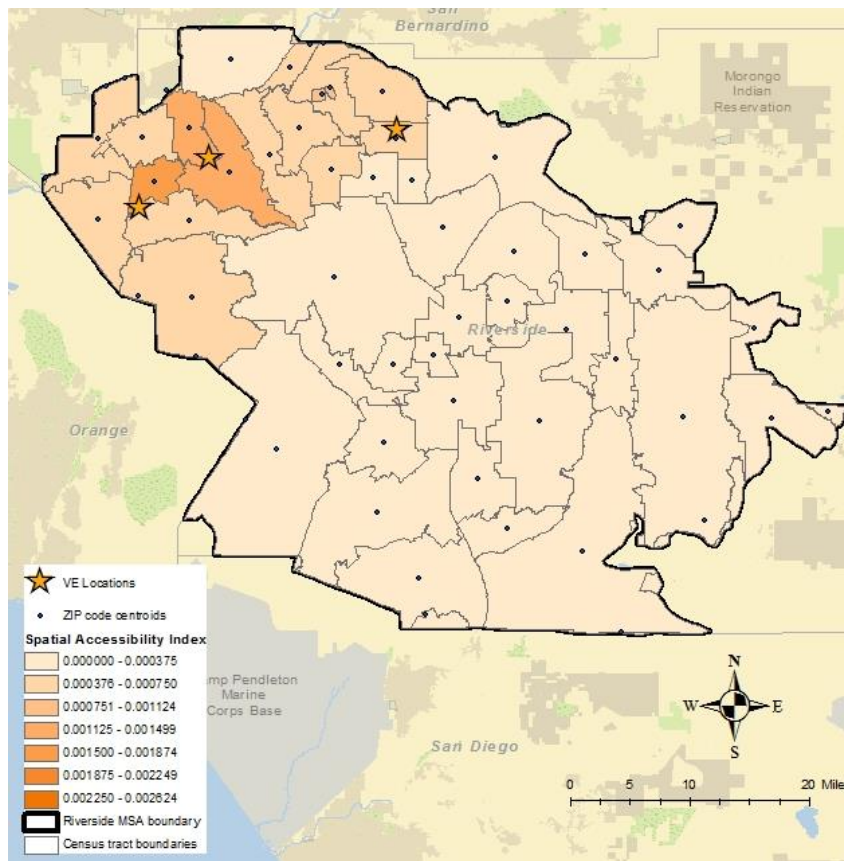 San
Bernardino
Morongo
Indian
Reservation
Riverside
Orange
VE Locations
ZIP code centroids
Spatial Accessibility Index
0.000000 - 0.000375
0.000376 - 0.000750
0.000751 - 0.001124
0.001125 - 0.001499
0.001500 - 0.001874
0.001875 - 0.002249
0.002250 - 0.002624
Riverside MSA boundary
Census tract boundaries
amp Pendleton
Marine
Corps Base
San Diego
N
W E
S
0 5 10 20 Mile